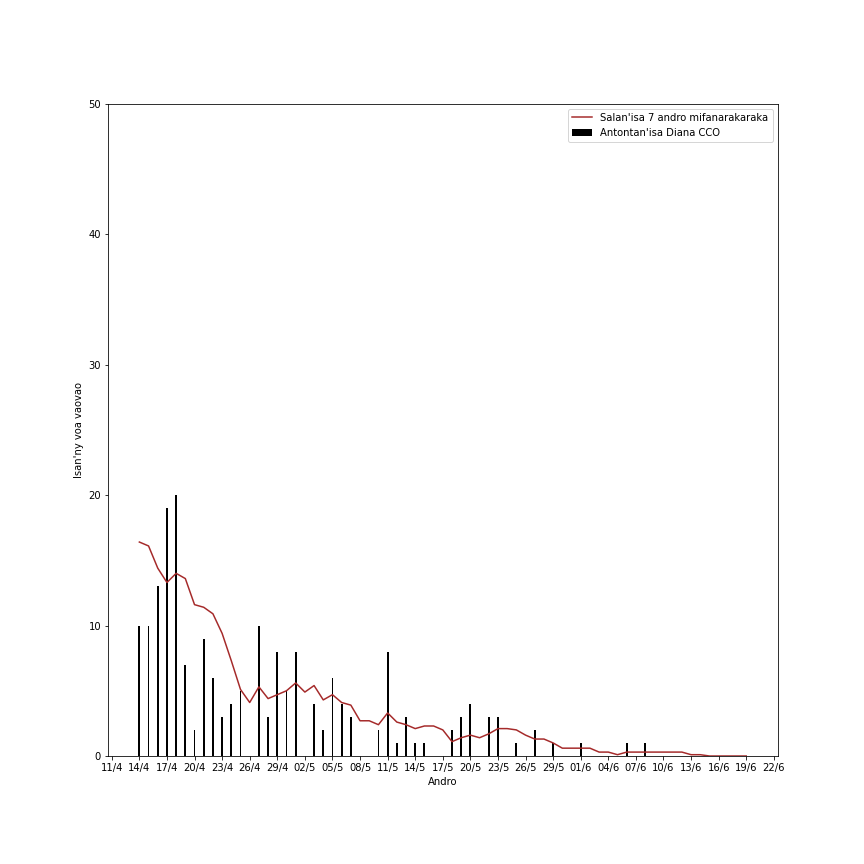 50
40
30
20
10
0
Isan'ny voa vaovao
Salan'isa 7 andro mifanarakaraka
Antontan'isa Diana CCO
11/4 14/4 17/4 20/4 23/4 26/4 29/4 02/5 05/5 08/5 11/5 14/5 17/5 20/5 23/5 26/5 29/5 01/6 04/6 07/6 10/6 13/6 16/6 19/6 22/6
Andro